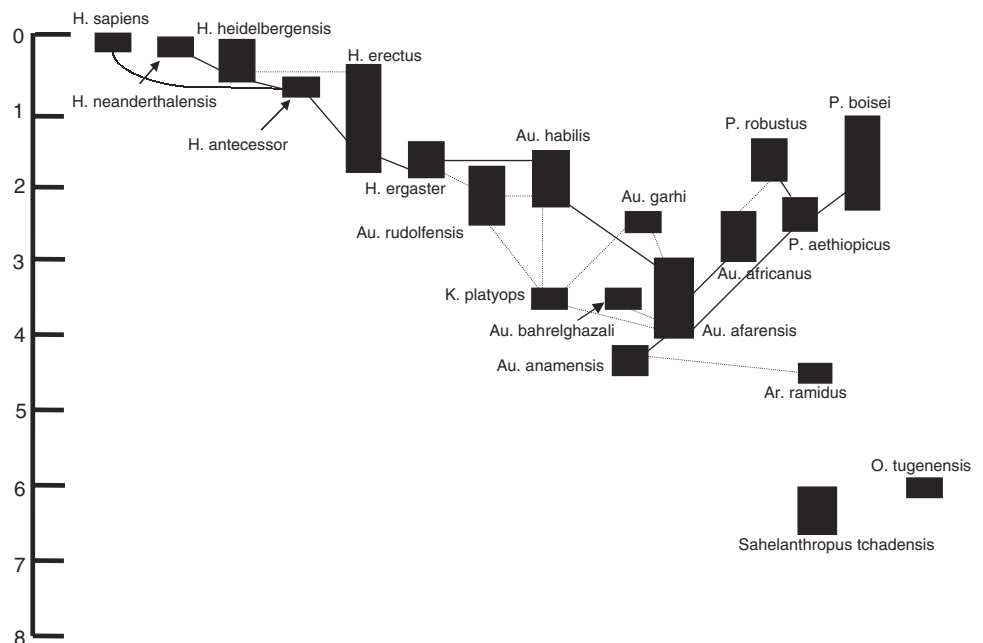 H. sapiens
H. heidelbergensis
0
H. erectus
H. neanderthalensis
P. boisei
1
P. robustus
Au. habilis
H. antecessor
2
H. ergaster
Au. garhi
Au. rudolfensis
P. aethiopicus
3
Au. africanus
K. platyops
Au. bahrelghazali
Au. afarensis
4
Au. anamensis
Ar. ramidus
5
O. tugenensis
6
Sahelanthropus tchadensis
7
8